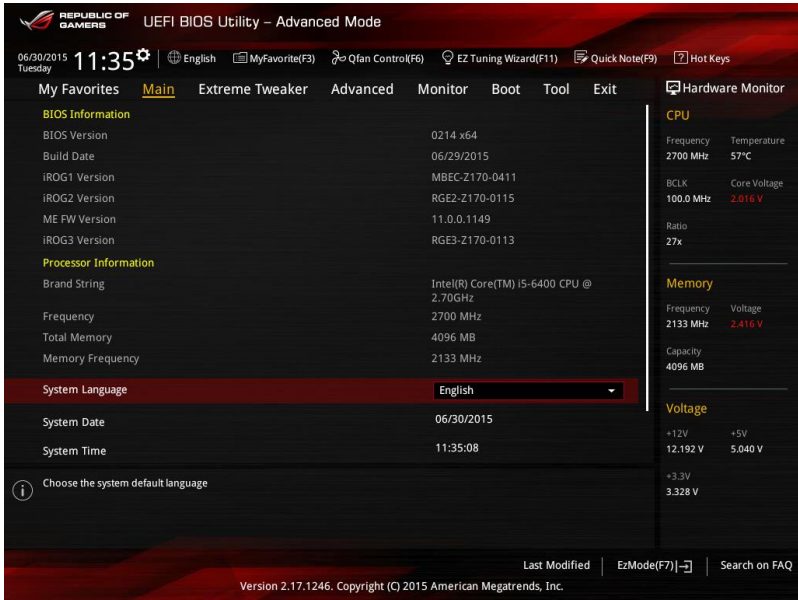 REPUBLIC OF
GAMERS
UEFI BIOS Utility – Advanced Mode
06/30/2015
Tuesday
11:35
English
MyFavorite(F3)
Qfan Control(F6)
EZ Tuning Wizard(F11)
Quick Note(F9)
? Hot Keys
My Favorites Main Extreme Tweaker Advanced Monitor Boot Tool Exit
BIOS Information
BIOS Version 0214 x64
Build Date 06/29/2015
iROG1 Version MBEC-Z170-0411
iROG2 Version RGE2-Z170-0115
ME FW Version 11.0.0.1149
iROG3 Version RGE3-Z170-0113
Processor Information
Brand String Intel(R) Core(TM) i5-6400 CPU @
2.70GHz
Frequency 2700 MHz
Total Memory 4096 MB
Memory Frequency 2133 MHz
System Language English
System Date 06/30/2015
System Time 11:35:08
i Choose the system default language
Hardware Monitor
CPU
Frequency Temperature
2700 MHz 57°C
BCLK Core Voltage
100.0 MHz 2.016 V
Ratio
27x
Memory
Frequency Voltage
2133 MHz 2.416 V
Capacity
4096 MB
Voltage
+12V +5V
12.192 V 5.040 V
+3.3V
3.328 V
Last Modified EzMode(F7) Search on FAQ
Version 2.17.1246. Copyright (C) 2015 American Megatrends, Inc.